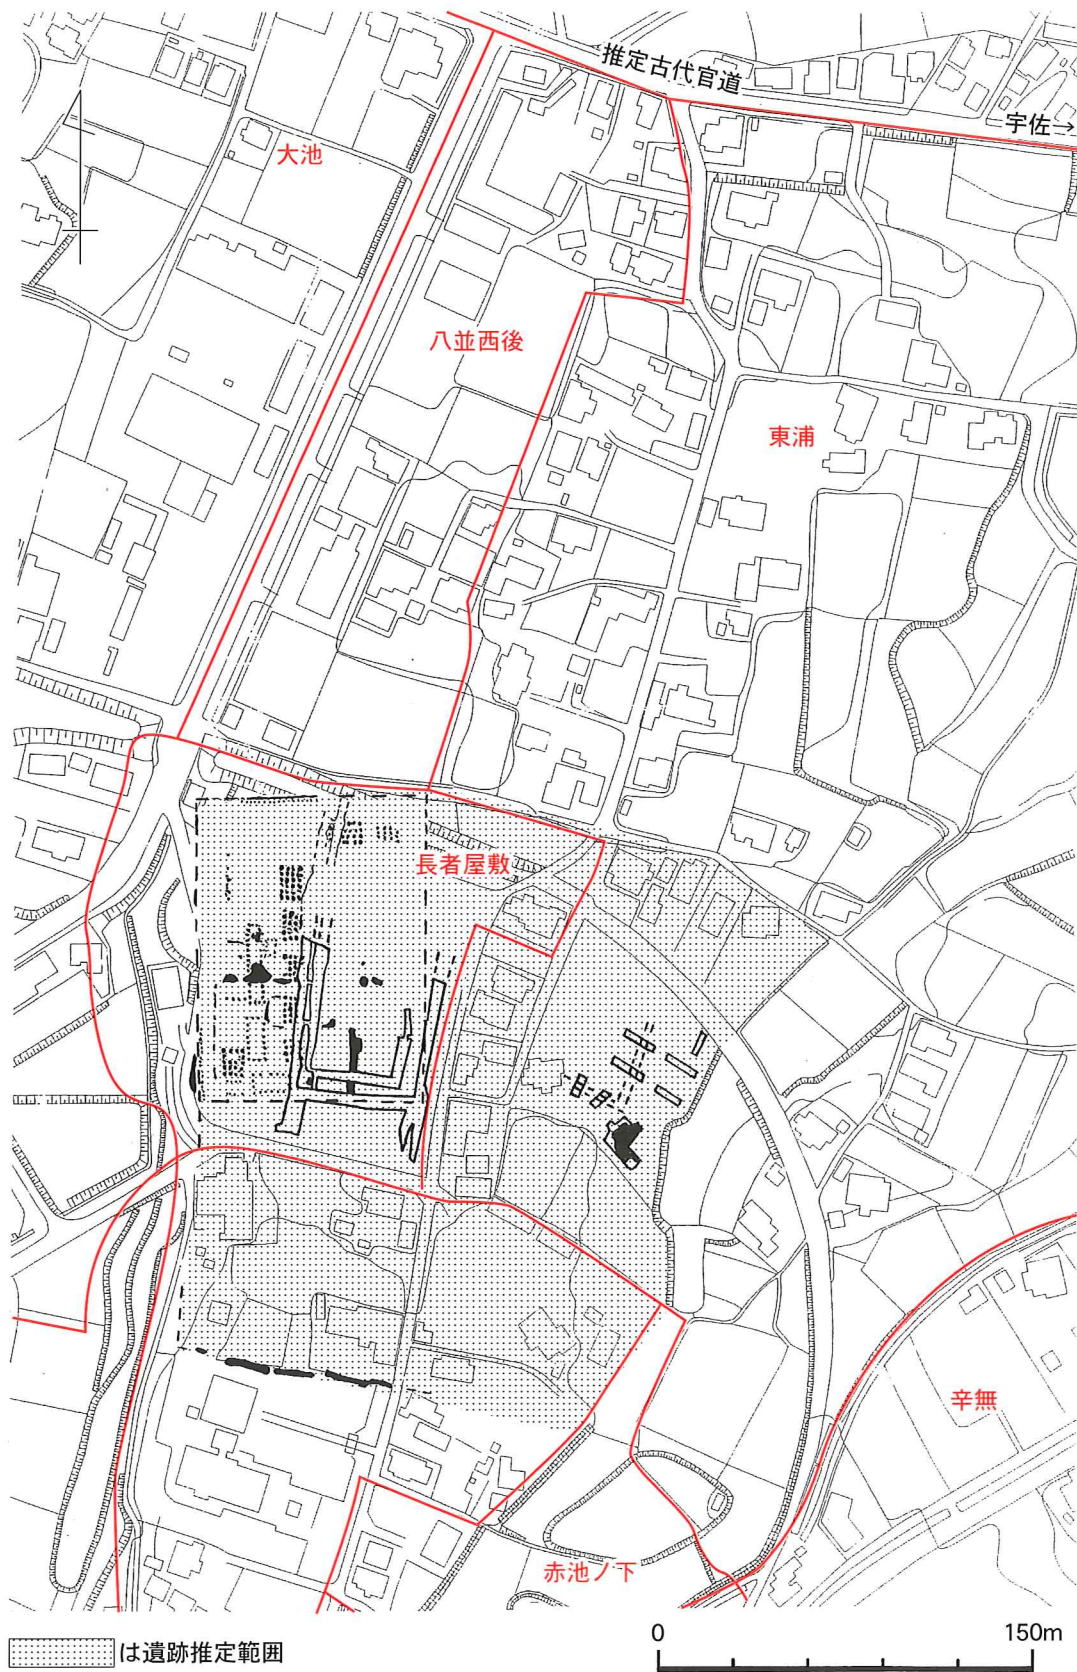 推定古代官道
宇佐→
大池
八並西後
東浦
長者屋敷
辛無
赤池ノ下
は遺跡推定範囲
0
150m